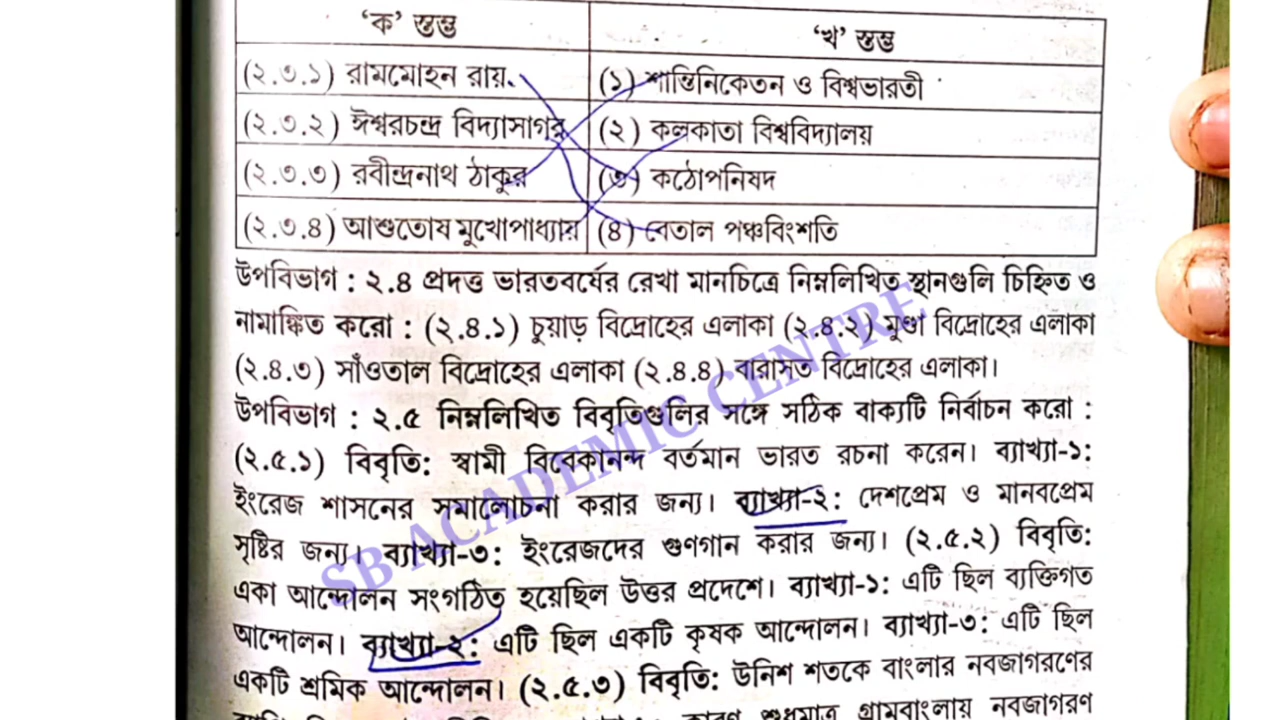 ‘ক’ স্তম্ভ ‘খ’ স্তম্ভ
(২.৩.১) রামমোহন রায়. (১) শান্তিনিকেতন ও বিশ্বভারতী
(২.৩.২) ঈশ্বরচন্দ্র বিদ্যাসাগর (২) কলকাতা বিশ্ববিদ্যালয়
(২.৩.৩) রবীন্দ্রনাথ ঠাকুর (৩) কঠোপনিষদ
(২.৩.৪) আশুতোষ মুখোপাধ্যায় (৪) বেতাল পঞ্চবিংশতি
উপবিভাগ : ২.৪ প্রদত্ত ভারতবর্ষের রেখা মানচিত্রে নিম্নলিখিত স্থানগুলি চিহ্নিত ও
নামাঙ্কিত করো : (২.৪.১) চুয়াড় বিদ্রোহের এলাকা (২.৪.২) মুণ্ডা বিদ্রোহের এলাকা
(২.৪.৩) সাঁওতাল বিদ্রোহের এলাকা (২.৪.৪) বারাসত বিদ্রোহের এলাকা।
উপবিভাগ : ২.৫ নিম্নলিখিত বিবৃতিগুলির সঙ্গে সঠিক বাক্যটি নির্বাচন করো :
(২.৫.১) বিবৃতি: স্বামী বিবেকানন্দ বর্তমান ভারত রচনা করেন। ব্যাখ্যা-১:
ইংরেজ শাসনের সমালোচনা করার জন্য। ব্যাখ্যা-২: দেশপ্রেম ও মানবপ্রেম
সৃষ্টির জন্য। ব্যাখ্যা-৩: ইংরেজদের গুণগান করার জন্য। (২.৫.২) বিবৃতি:
একা আন্দোলন সংগঠিত হয়েছিল উত্তর প্রদেশে। ব্যাখ্যা-১: এটি ছিল ব্যক্তিগত
আন্দোলন। ব্যাখ্যা-২: এটি ছিল একটি কৃষক আন্দোলন। ব্যাখ্যা-৩: এটি ছিল
একটি শ্রমিক আন্দোলন। (২.৫.৩) বিবৃতি: উনিশ শতকে বাংলার নবজাগরণের
কারণ শুধুমাত্র গ্রামবাংলায় নবজাগরণ
SB ACADEMIC CENTRE